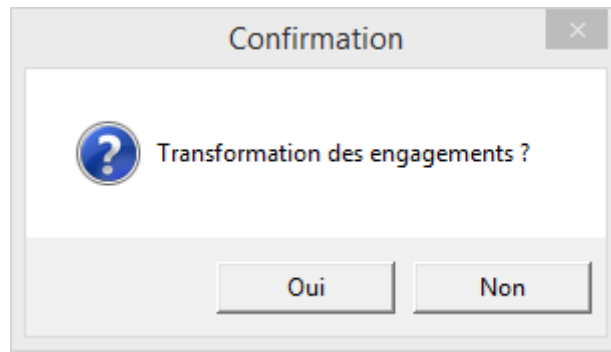 Confirmation
Transformation des engagements ?
Oui
Non